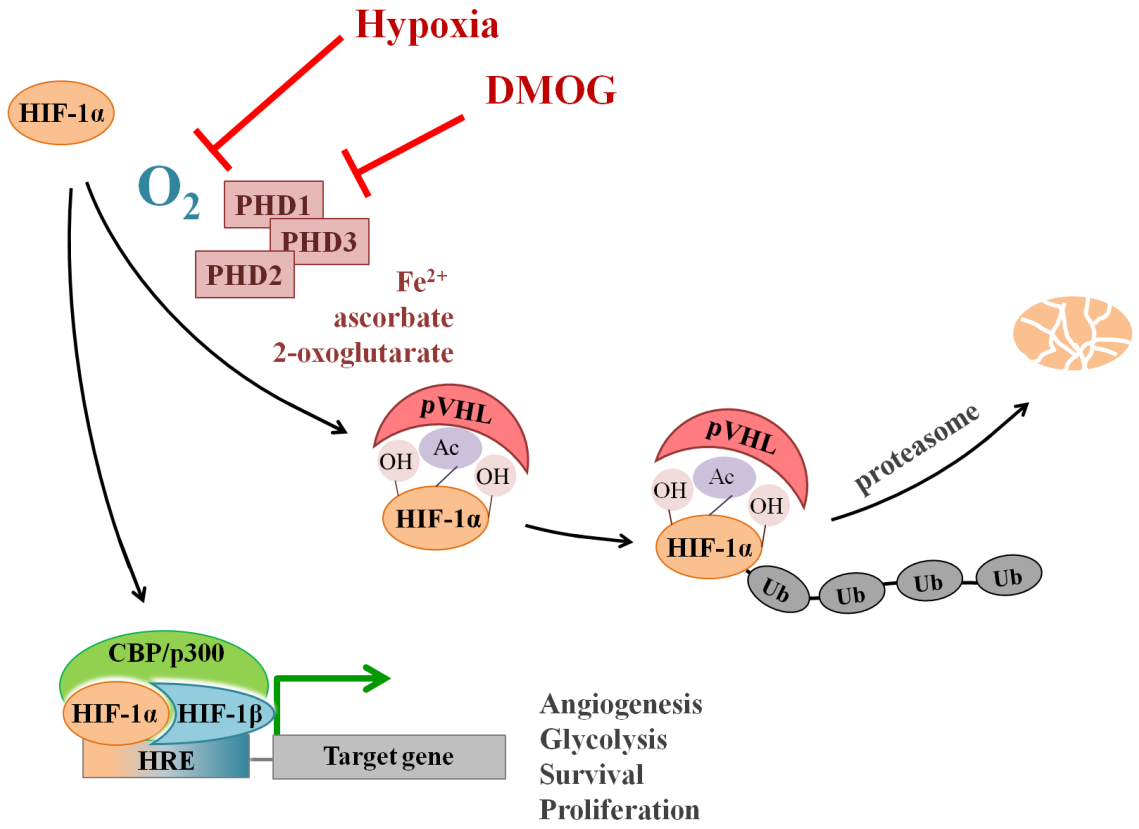 Hypoxia
DMOG
HIF-1α
O₂
PHD1
PHD3
PHD2
Fe²⁺
ascorbate
2-oxoglutarate
pVHL
OH
Ac
OH
HIF-1α
pVHL
OH
Ac
OH
HIF-1α
Ub
Ub
Ub
Ub
proteasome
CBP/p300
HIF-1α
HIF-1β
HRE
Target gene
Angiogenesis
Glycolysis
Survival
Proliferation